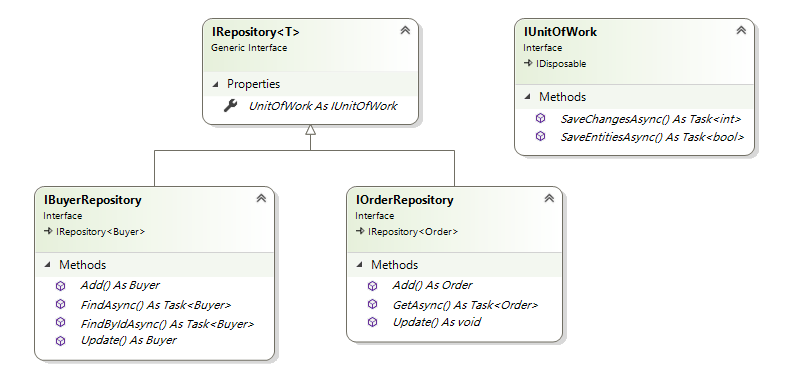 IRepository<T>
Generic Interface
Properties
UnitOfWork As IUnitOfWork
IUnitOfWork
Interface
IDisposable
Methods
SaveChangesAsync() As Task<int>
SaveEntitiesAsync() As Task<bool>
IBuyerRepository
Interface
IRepository<Buyer>
Methods
Add() As Buyer
FindAsync() As Task<Buyer>
FindByIdAsync() As Task<Buyer>
Update() As Buyer
IOrderRepository
Interface
IRepository<Order>
Methods
Add() As Order
GetAsync() As Task<Order>
Update() As void